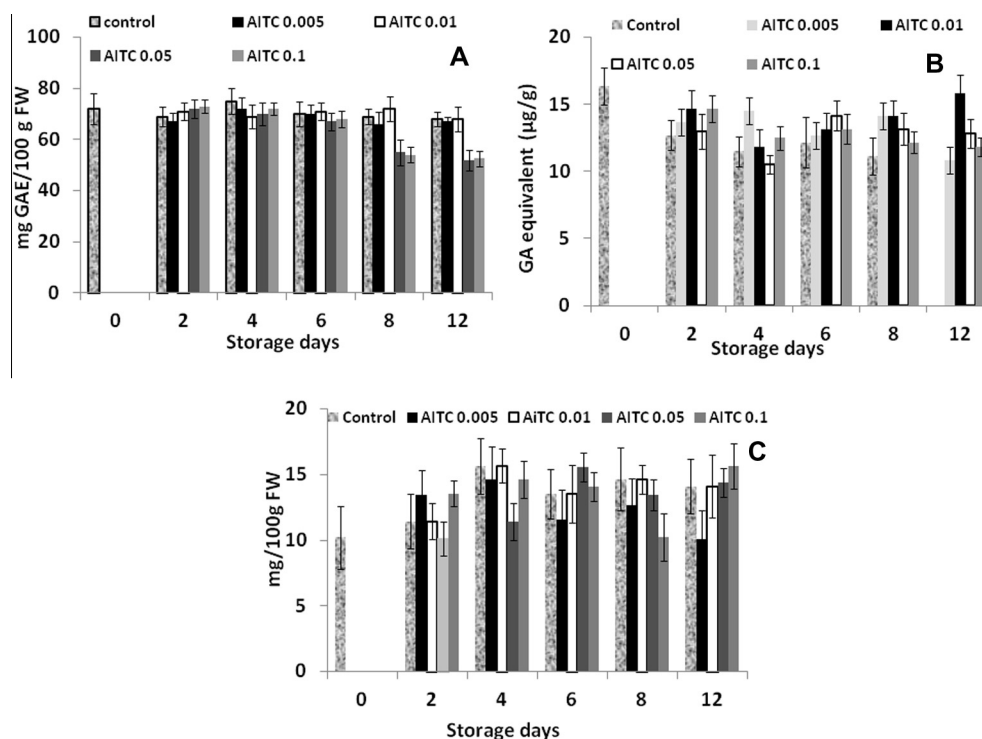 control AITC 0.005 AITC 0.01
AITC 0.05 AITC 0.1
A
100
80
60
40
20
0
mg GAE/100 g FW
0 2 4 6 8 12
Storage days
Control AITC 0.005 AITC 0.01
AITC 0.05 AITC 0.1
B
20
15
10
5
0
GA equivalent (µg/g)
0 2 4 6 8 12
Storage days
Control AITC 0.005 AiTC 0.01 AITC 0.05 AITC 0.1
C
20
15
10
5
0
mg/100g FW
0 2 4 6 8 12
Storage days